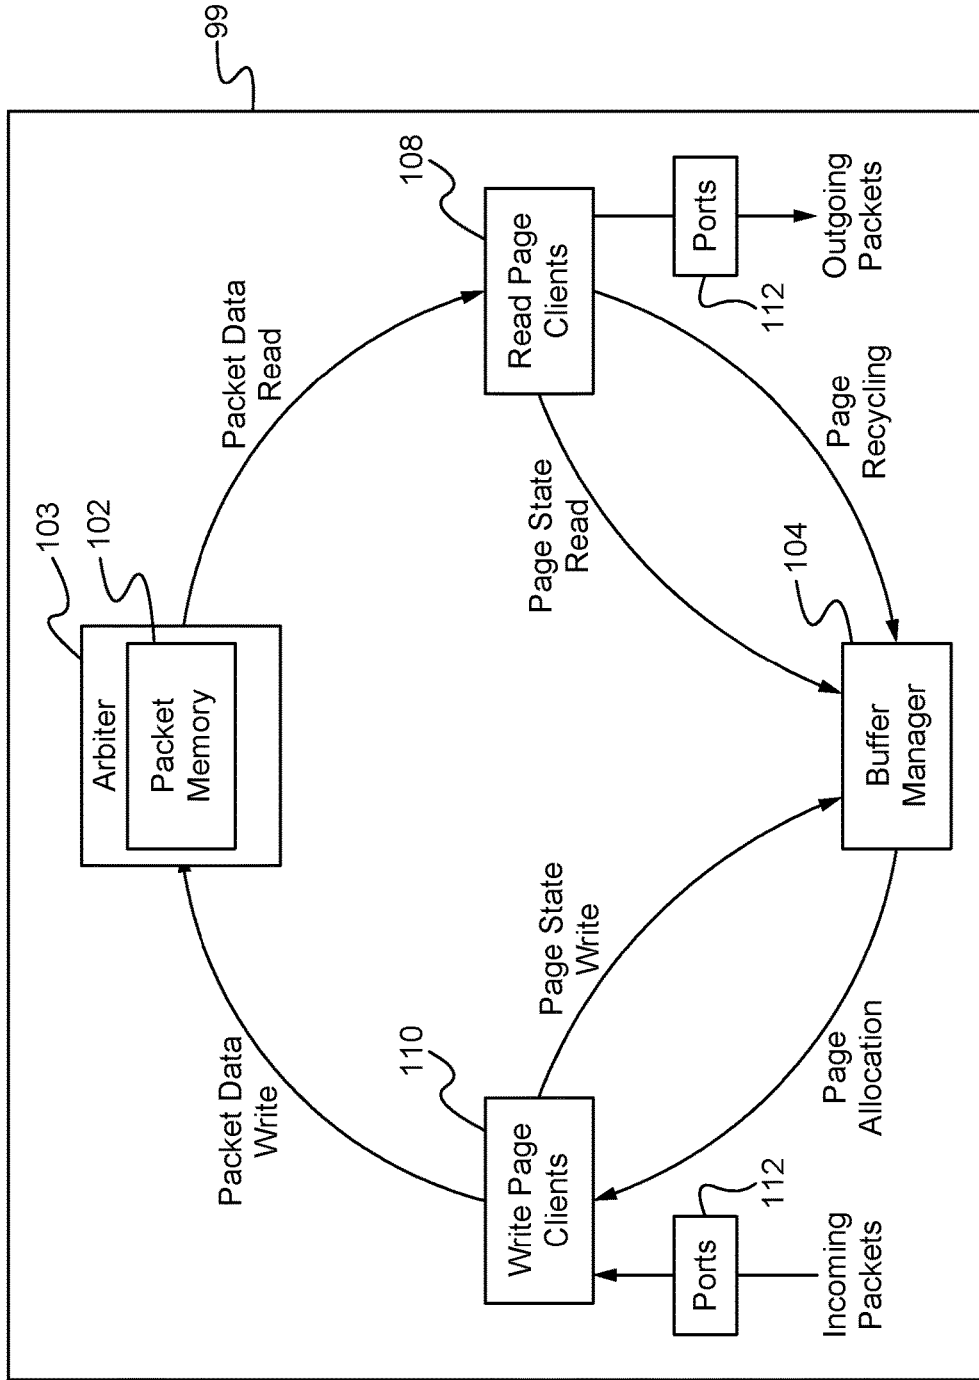 99
103
102
Arbiter
Packet
Memory
Packet Data
Write
Packet Data
Read
110
Write Page
Clients
108
Read Page
Clients
Page State
Write
Page State
Read
Ports
112
Incoming
Packets
Page
Allocation
Buffer
Manager
104
Page
Recycling
Ports
112
Outgoing
Packets